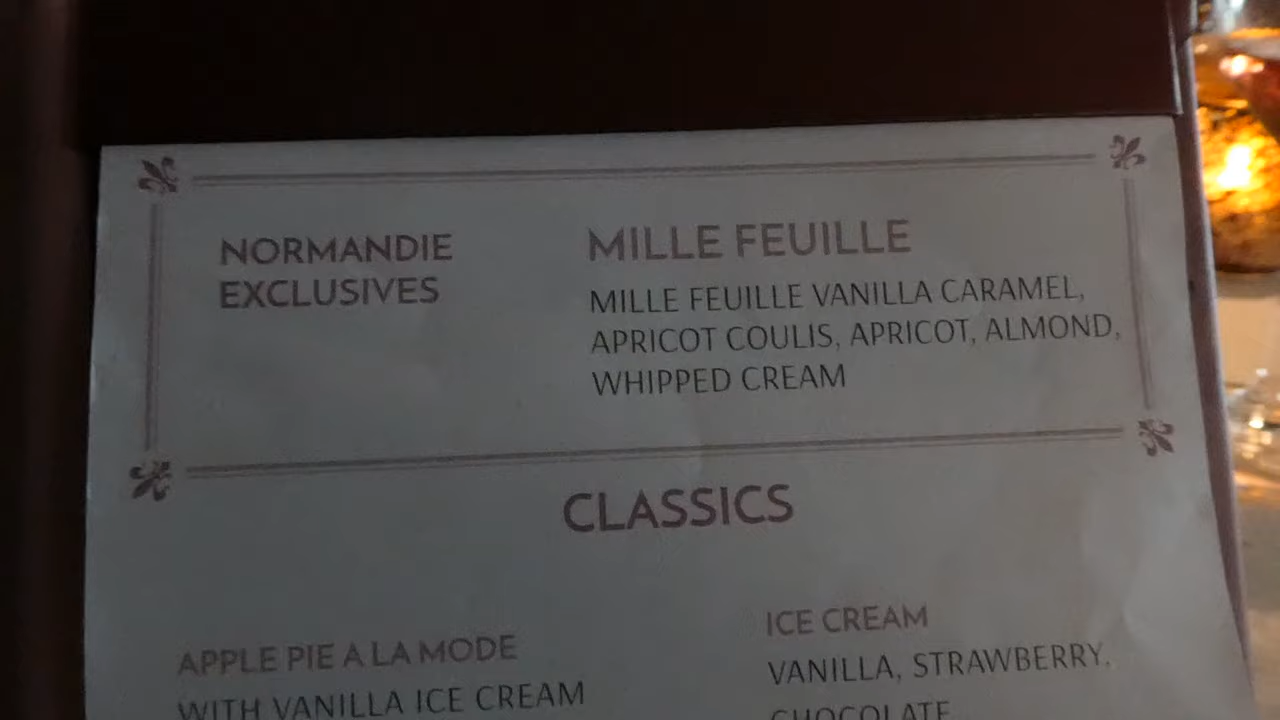 NORMANDIE
EXCLUSIVES
MILLE FEUILLE
MILLE FEUILLE VANILLA CARAMEL,
APRICOT COULIS, APRICOT, ALMOND,
WHIPPED CREAM
CLASSICS
APPLE PIE A LA MODE
WITH VANILLA ICE CREAM
ICE CREAM
VANILLA, STRAWBERRY,
CHOCOLATE